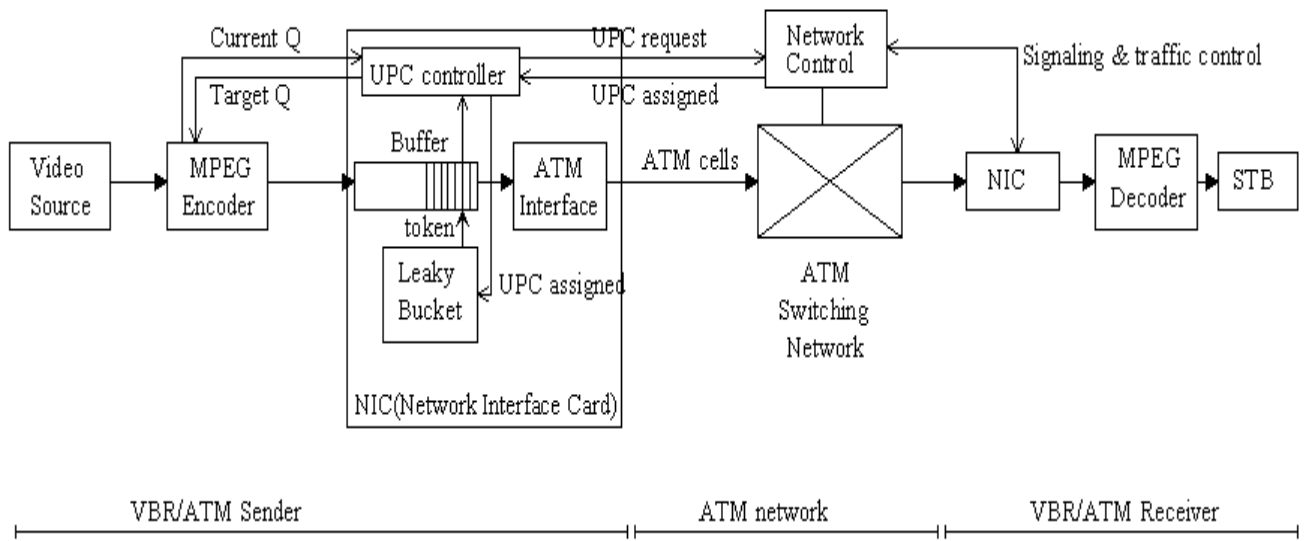 Current Q
UPC request
Network
Control
UPC controller
Signaling & traffic control
Target Q
UPC assigned
Buffer
Video
Source
MPEG
Encoder
ATM
Interface
ATM cells
NIC
MPEG
Decoder
STB
token
Leaky
Bucket
UPC assigned
ATM
Switching
Network
NIC(Network Interface Card)
VBR/ATM Sender
ATM network
VBR/ATM Receiver